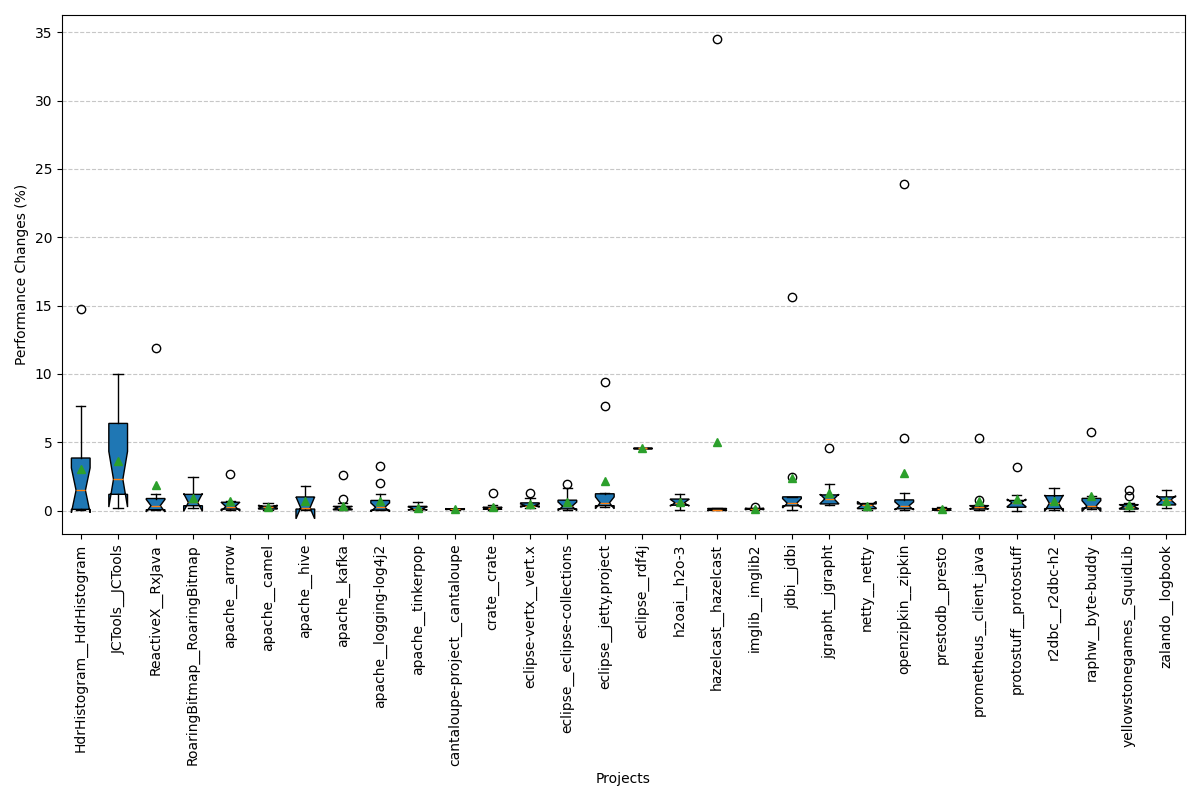 Performance Changes (%)
35
30
25
20
15
10
5
0
HdrHistogram__HdrHistogram
JCTools__JCTools
ReactiveX__RxJava
RoaringBitmap__RoaringBitmap
apache__arrow
apache__camel
apache__hive
apache__kafka
apache__logging-log4j2
apache__tinkerpop
cantaloupe-project__cantaloupe
crate__crate
eclipse-vertx__vert.x
eclipse__eclipse-collections
eclipse__jetty.project
eclipse__rdf4j
h2oai__h2o-3
hazelcast__hazelcast
imglib__imglib2
jdbi__jdbi
jgrapht__jgrapht
netty__netty
openzipkin__zipkin
prestodb__presto
prometheus__client_java
protostuff__protostuff
r2dbc__r2dbc-h2
raphw__byte-buddy
yellowstonegames__SquidLib
zalando__logbook
Projects